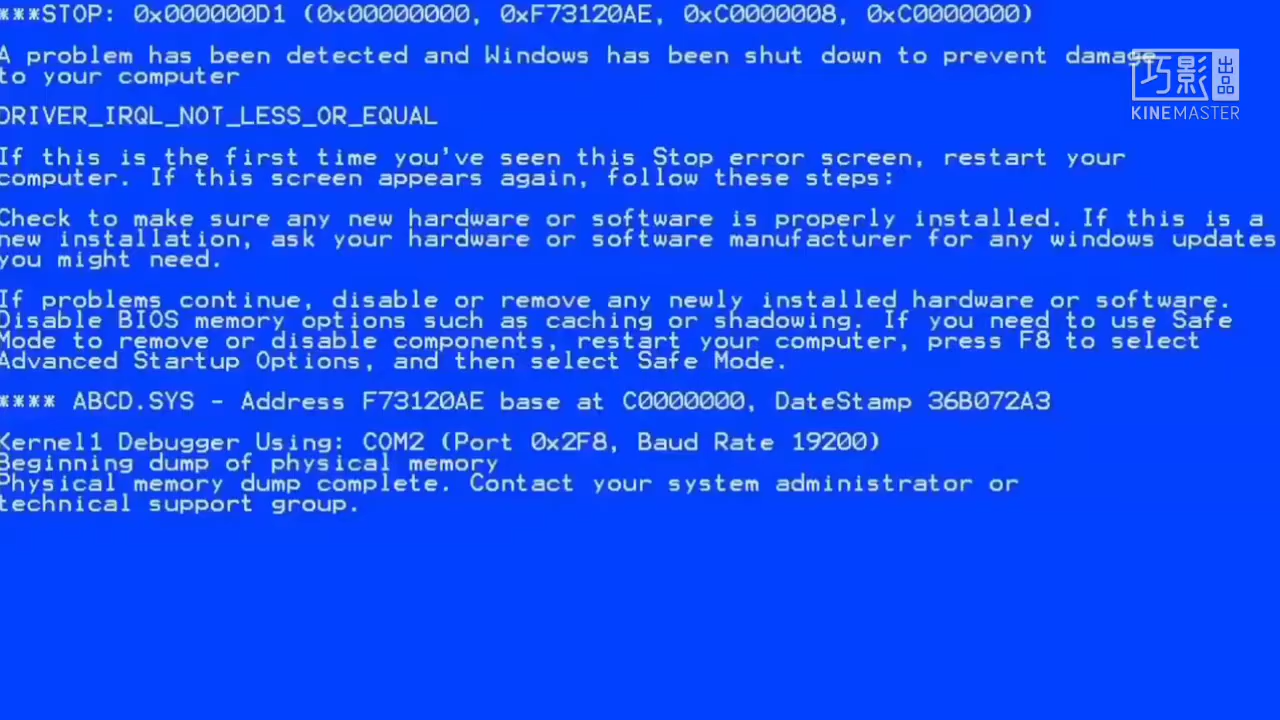 ***STOP: 0x000000D1 (0x00000000, 0xF73120AE, 0xC0000008, 0xC0000000)
A problem has been detected and Windows has been shut down to prevent damage
to your computer
DRIVER_IRQL_NOT_LESS_OR_EQUAL
If this is the first time you've seen this Stop error screen, restart your
computer. If this screen appears again, follow these steps:
Check to make sure any new hardware or software is properly installed. If this is a
new installation, ask your hardware or software manufacturer for any windows updates
you might need.
If problems continue, disable or remove any newly installed hardware or software.
Disable BIOS memory options such as caching or shadowing. If you need to use Safe
Mode to remove or disable components, restart your computer, press F8 to select
Advanced Startup Options, and then select Safe Mode.
**** ABCD.SYS - Address F73120AE base at C0000000, DateStamp 36B072A3
Kernel1 Debugger Using: COM2 (Port 0x2F8, Baud Rate 19200)
Beginning dump of physical memory
Physical memory dump complete. Contact your system administrator or
technical support group.
巧影 出品
KINEMASTER